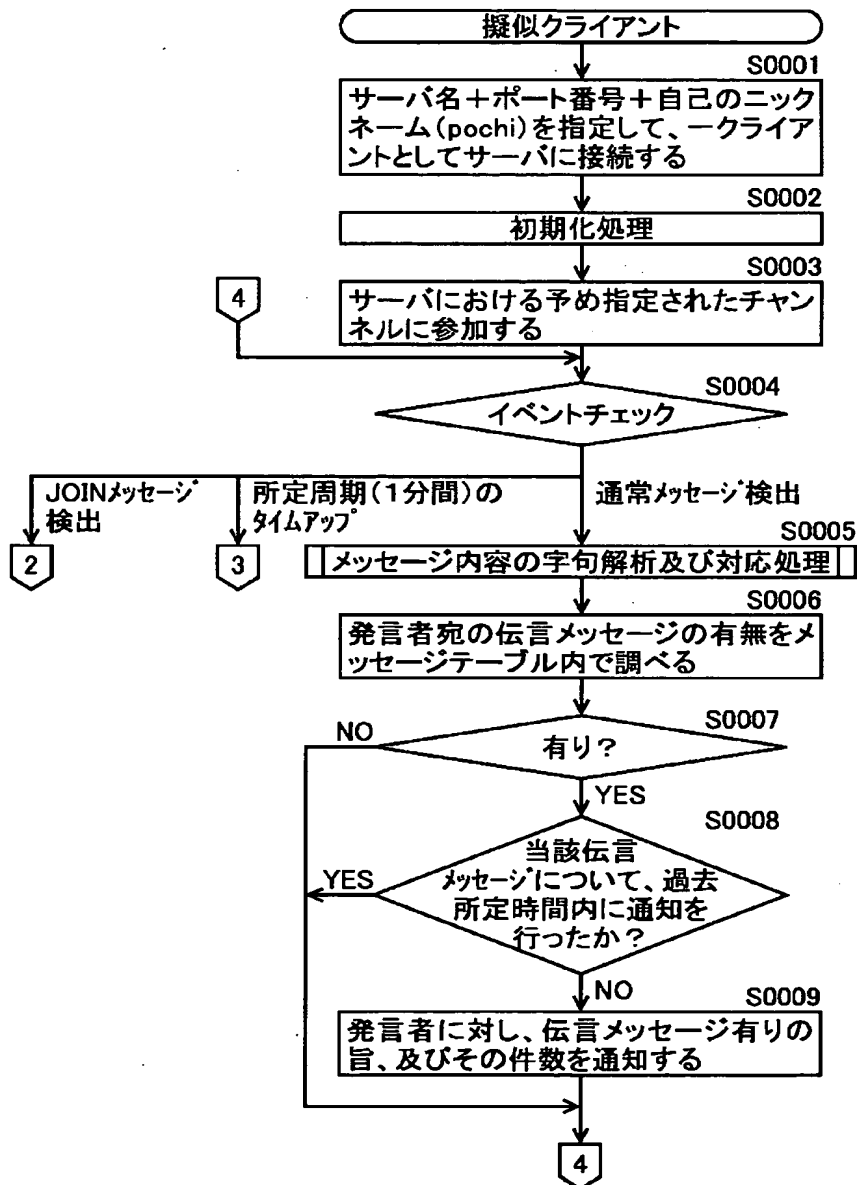 擬似クライアント
S0001
サーバ名+ポート番号+自己のニック
ネーム(pochi)を指定して、一クライア
ントとしてサーバに接続する
S0002
初期化処理
S0003
4
サーバにおける予め指定されたチャン
ネルに参加する
S0004
イベントチェック
JOINメッセージ
検出
所定周期(1分間)の
タイムアップ
通常メッセージ検出
2
3
S0005
メッセージ内容の字句解析及び対応処理
S0006
発言者宛の伝言メッセージの有無をメ
ッセージテーブル内で調べる
S0007
NO
有り?
YES
S0008
当該伝言
メッセージについて、過去
所定時間内に通知を
行ったか?
YES
NO
S0009
発言者に対し、伝言メッセージ有りの
旨、及びその件数を通知する
4